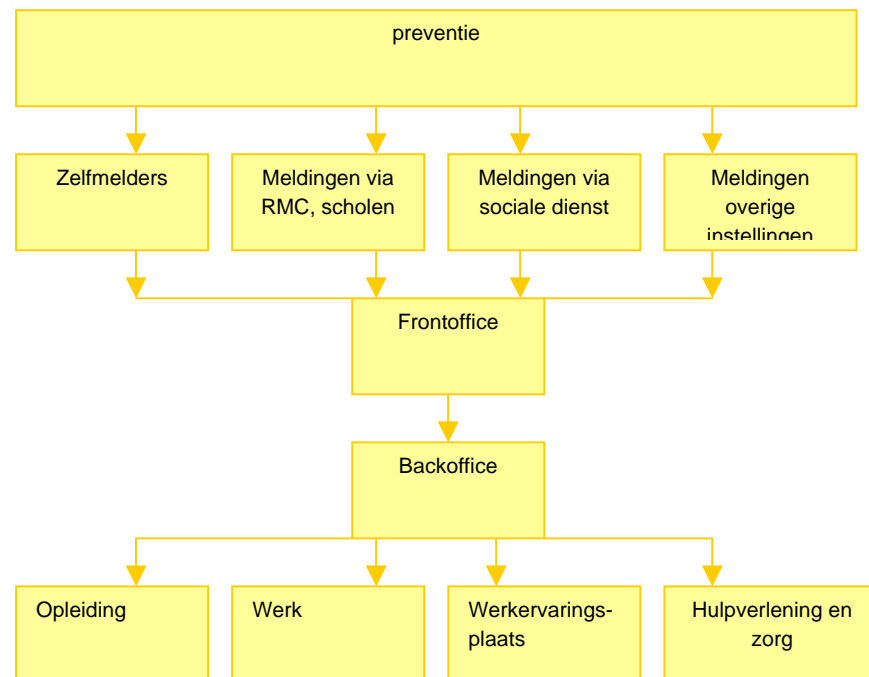 preventie
Zelfmelders
Meldingen via
RMC, scholen
Meldingen via
sociale dienst
Meldingen
overige
instellingen
Frontoffice
Backoffice
Opleiding
Werk
Werkervarings-
plaats
Hulpverlening en
zorg